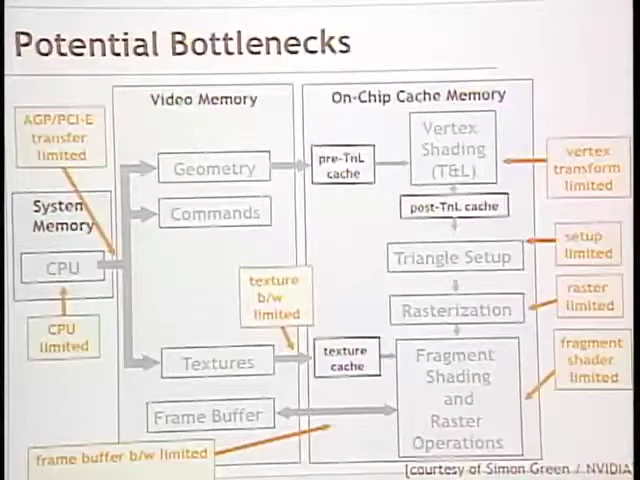 Potential Bottlenecks
Video Memory
On-Chip Cache Memory
AGP/PCI-E
transfer
limited
System
Memory
CPU
CPU
limited
Geometry
Commands
texture
b/w
limited
Textures
Frame Buffer
frame buffer b/w limited
pre-TnL
cache
Vertex
Shading
(T&L)
post-TnL cache
Triangle Setup
Rasterization
texture
cache
Fragment
Shading
and
Raster
Operations
vertex
transform
limited
setup
limited
raster
limited
fragment
shader
limited
[courtesy of Simon Green / NVIDIA